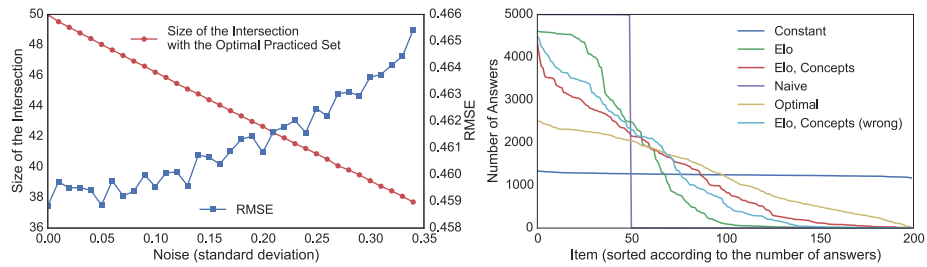 Size of the Intersection
50
48
46
44
42
40
38
36
Size of the Intersection
with the Optimal Practiced Set
RMSE
0.00 0.05 0.10 0.15 0.20 0.25 0.30 0.35
Noise (standard deviation)
0.466
0.465
0.464
0.463
0.462
0.461
0.460
0.459
0.458
RMSE
Number of Answers
5000
4000
3000
2000
1000
0
Constant
Elo
Elo, Concepts
Naive
Optimal
Elo, Concepts (wrong)
0 50 100 150 200
Item (sorted according to the number of answers)